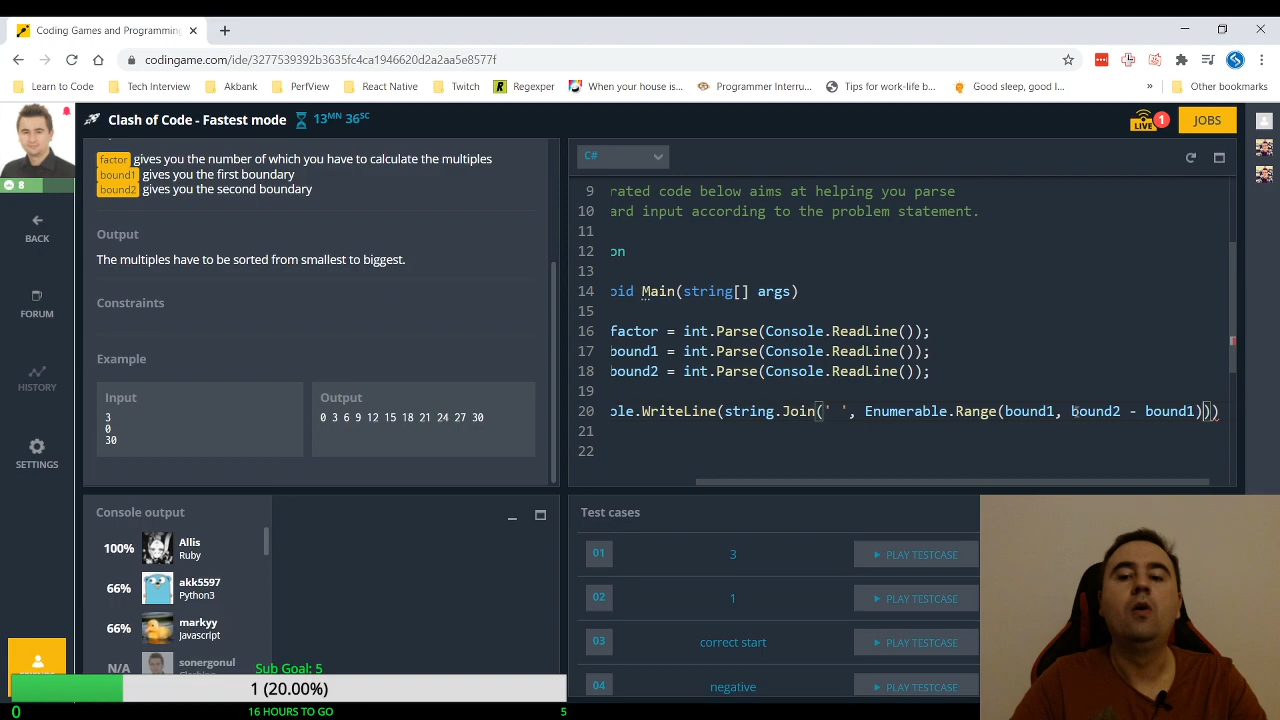 Coding Games and Programming
codingame.com/ide/3277539392b3635fc4ca1946620d2a2aa5e8577f
Learn to Code
Tech Interview
Akbank
PerfView
React Native
Twitch
Regexper
When your house is...
Programmer Interru...
Tips for work-life b...
Good sleep, good l...
»
Other bookmarks
Clash of Code - Fastest mode
13MN 36SC
LIVE
1
JOBS
8
BACK
FORUM
HISTORY
SETTINGS
factor gives you the number of which you have to calculate the multiples
bound1 gives you the first boundary
bound2 gives you the second boundary
Output
The multiples have to be sorted from smallest to biggest.
Constraints
Example
Input
3
0
30
Output
0 3 6 9 12 15 18 21 24 27 30
C#
9 rated code below aims at helping you parse
10 ard input according to the problem statement.
11
12 on
13
14 oid Main(string[] args)
15
16 factor = int.Parse(Console.ReadLine());
17 bound1 = int.Parse(Console.ReadLine());
18 bound2 = int.Parse(Console.ReadLine());
19
20 ole.WriteLine(string.Join(' ', Enumerable.Range(bound1, bound2 - bound1)))
21
22
Console output
100% Allis
Ruby
66% akk5597
Python3
66% markyy
Javascript
N/A sonergonul
Test cases
01 3 PLAY TESTCASE
02 1 PLAY TESTCASE
03 correct start PLAY TESTCASE
04 negative PLAY TESTCASE
Sub Goal: 5
1 (20.00%)
0
16 HOURS TO GO
5